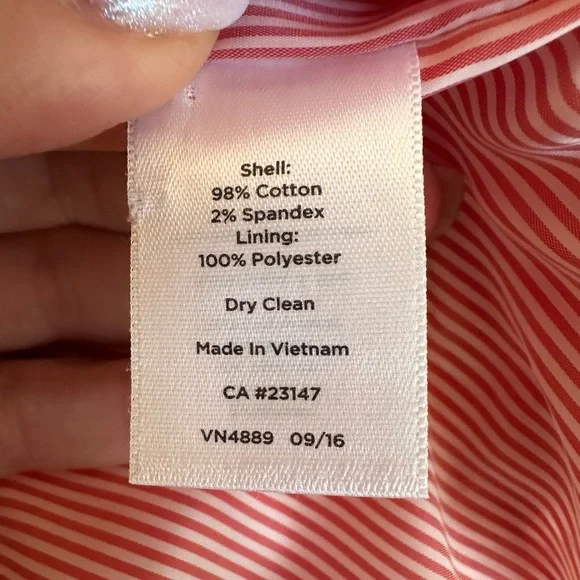 Shell:
98% Cotton
2% Spandex
Lining:
100% Polyester
Dry Clean
Made In Vietnam
CA #23147
VN4889 09/16